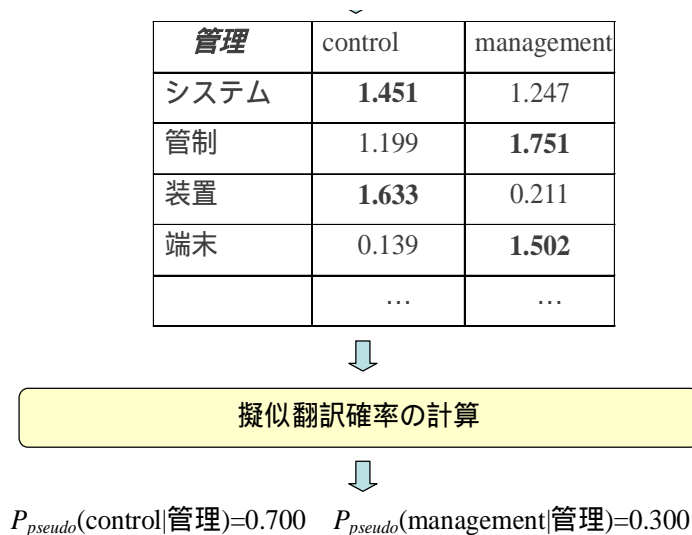 管理 control management
システム 1.451 1.247
管制 1.199 1.751
装置 1.633 0.211
端末 0.139 1.502
… …
擬似翻訳確率の計算
Ppseudo(control|管理)=0.700 Ppseudo(management|管理)=0.300